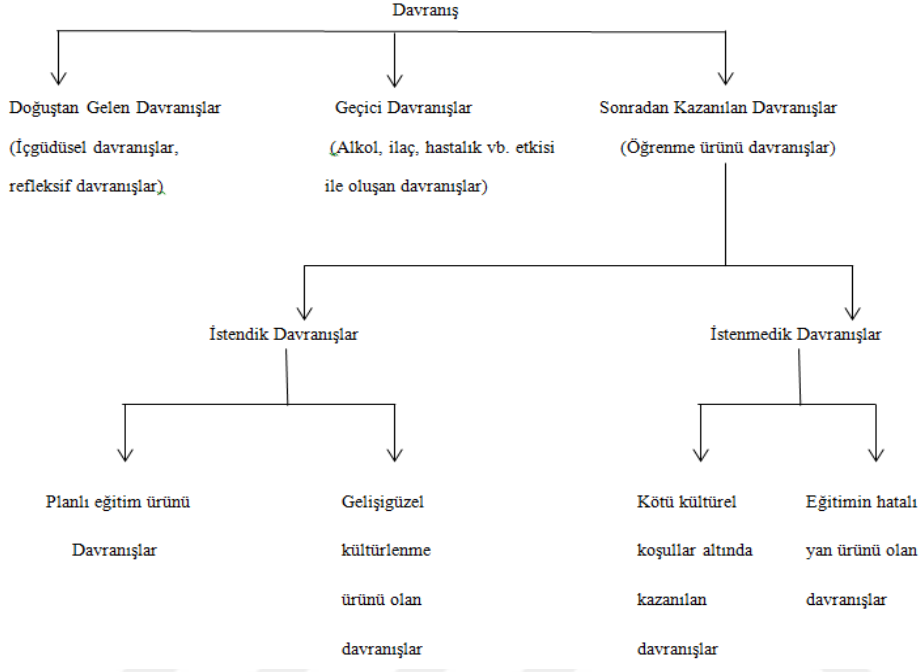 Davranış
Doğuştan Gelen Davranışlar
(İçgüdüsel davranışlar,
refleksif davranışlar)
Geçici Davranışlar
(Alkol, ilaç, hastalık vb. etkisi
ile oluşan davranışlar)
Sonradan Kazanılan Davranışlar
(Öğrenme ürünü davranışlar)
İstendik Davranışlar
İstenmedik Davranışlar
Planlı eğitim ürünü
Davranışlar
Gelişigüzel
kültürlenme
ürünü olan
davranışlar
Kötü kültürel
koşullar altında
kazanılan
davranışlar
Eğitimin hatalı
yan ürünü olan
davranışlar